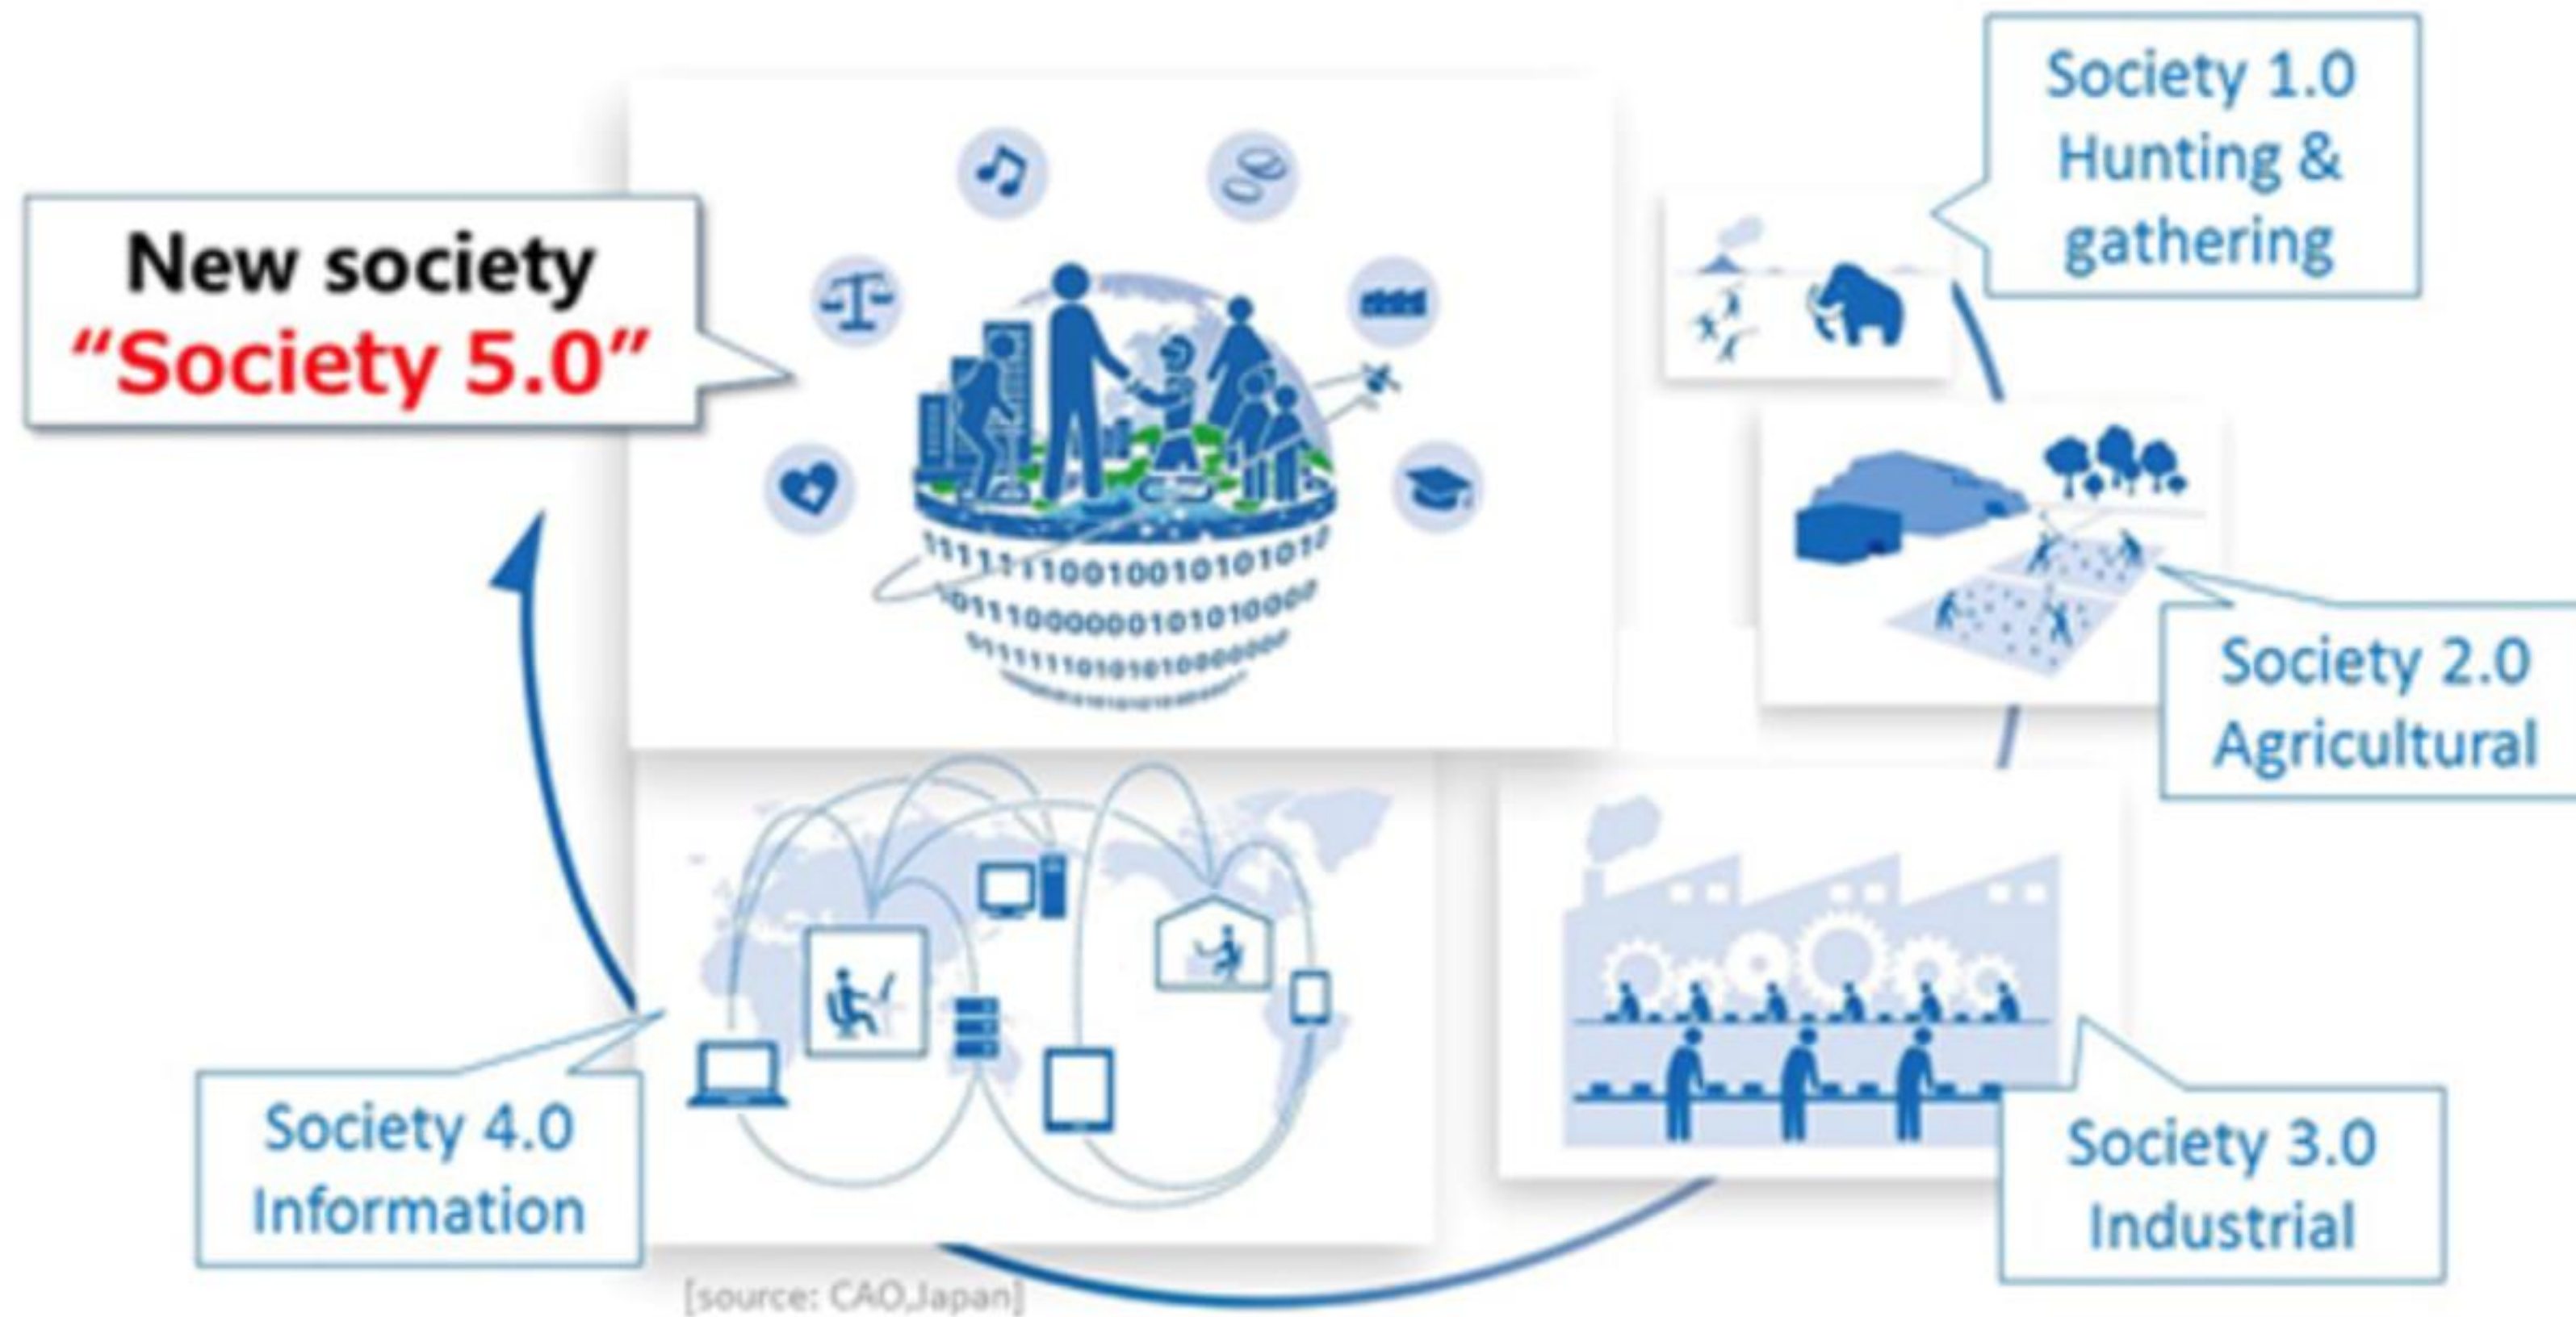 Society 1.0
Hunting &
gathering
New society
“Society 5.0”
Society 2.0
Agricultural
Society 4.0
Information
Society 3.0
Industrial
[source: CAO,Japan]